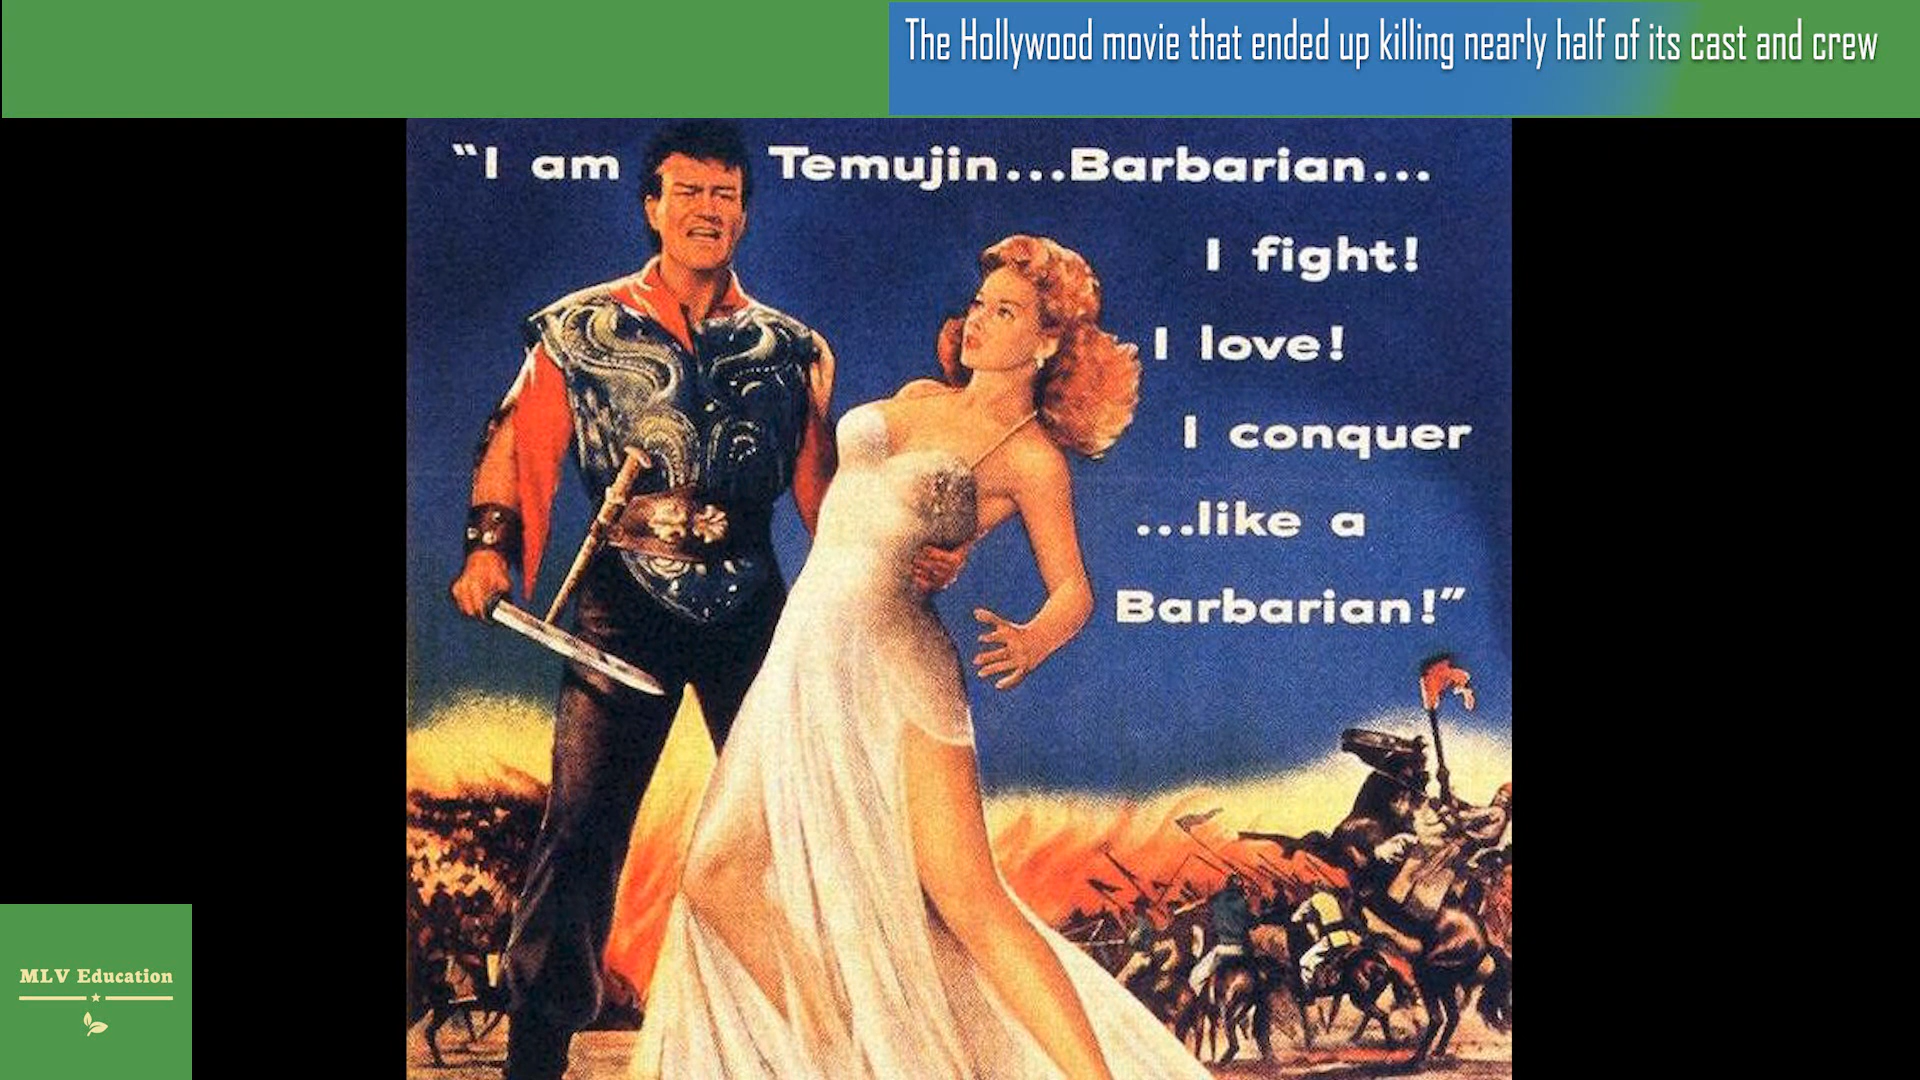 The Hollywood movie that ended up killing nearly half of its cast and crew
“I am Temujin...Barbarian...
I fight!
I love!
I conquer
...like a
Barbarian!”
MLV Education